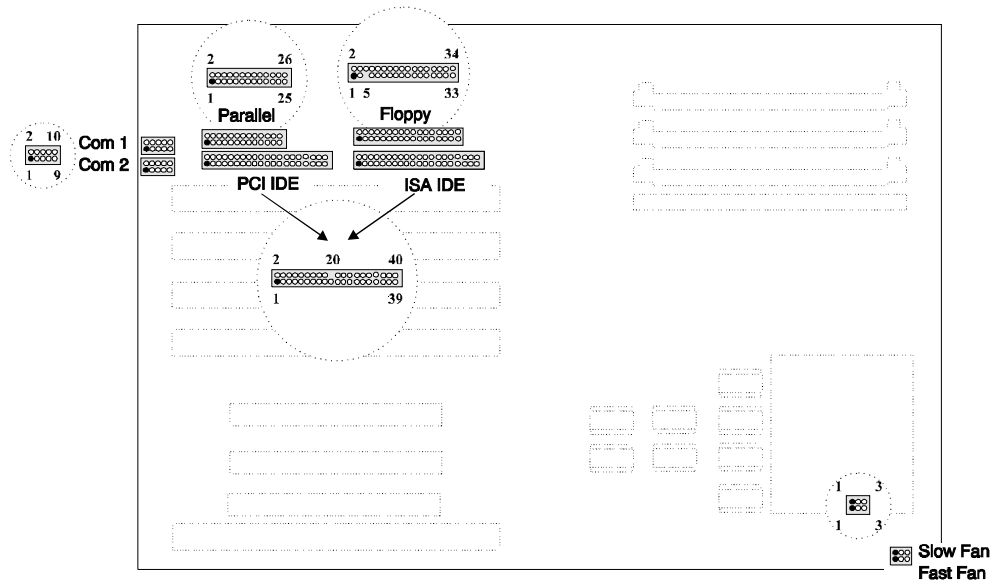 2 26
1 25
Parallel
2 34
1 5 33
Floppy
2 10
1 9
Com 1
Com 2
PCI IDE
ISA IDE
2 20 40
1 39
1 3
1 3
Slow Fan
Fast Fan